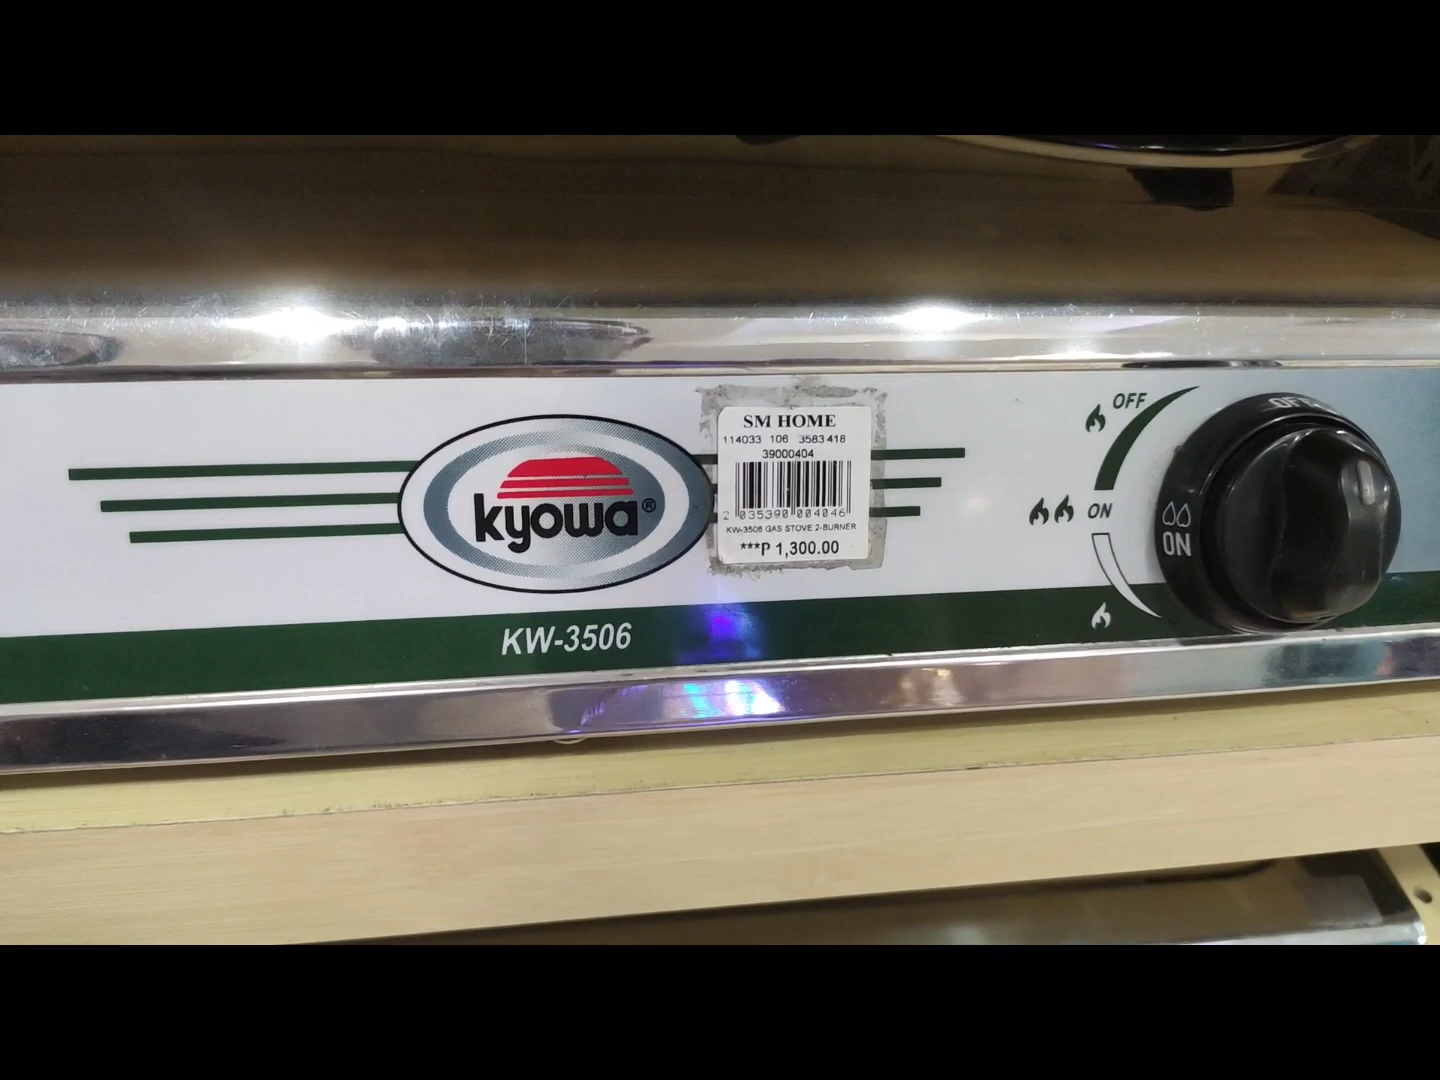 kyowa®
KW-3506
SM HOME
114033 106 3583418
39000404
2 035390 004046
KW-3506 GAS STOVE 2-BURNER
***P 1,300.00
OFF
ON
ON